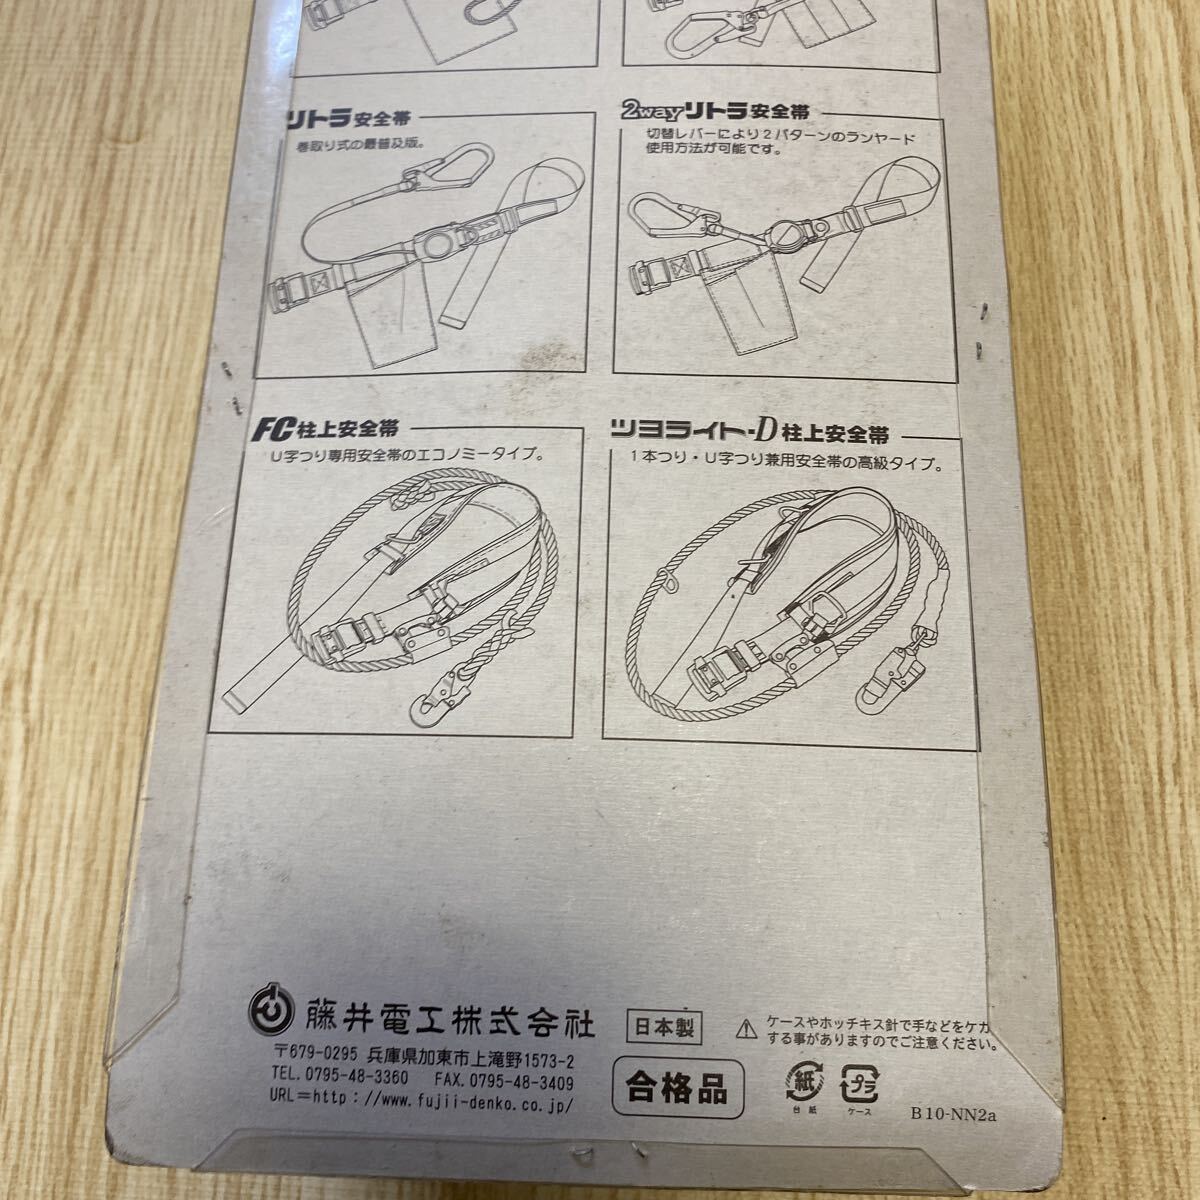 リトラ安全帯
巻取り式の最普及版。
2wayリトラ安全帯
切替レバーにより2パターンのランヤード
使用方法が可能です。
FC柱上安全帯
U字つり専用安全帯のエコノミータイプ。
ツヨライト-D柱上安全帯
1本つり・U字つり兼用安全帯の高級タイプ。
藤井電工株式会社
〒679-0295 兵庫県加東市上滝野1573-2
TEL. 0795-48-3360 FAX. 0795-48-3409
URL=http://www.fujii-denko.co.jp/
日本製
合格品
⚠ ケースやホッチキス針で手などをケガ
する事がありますのでご注意ください。
紙
台紙
プラ
ケース
B10-NN2a